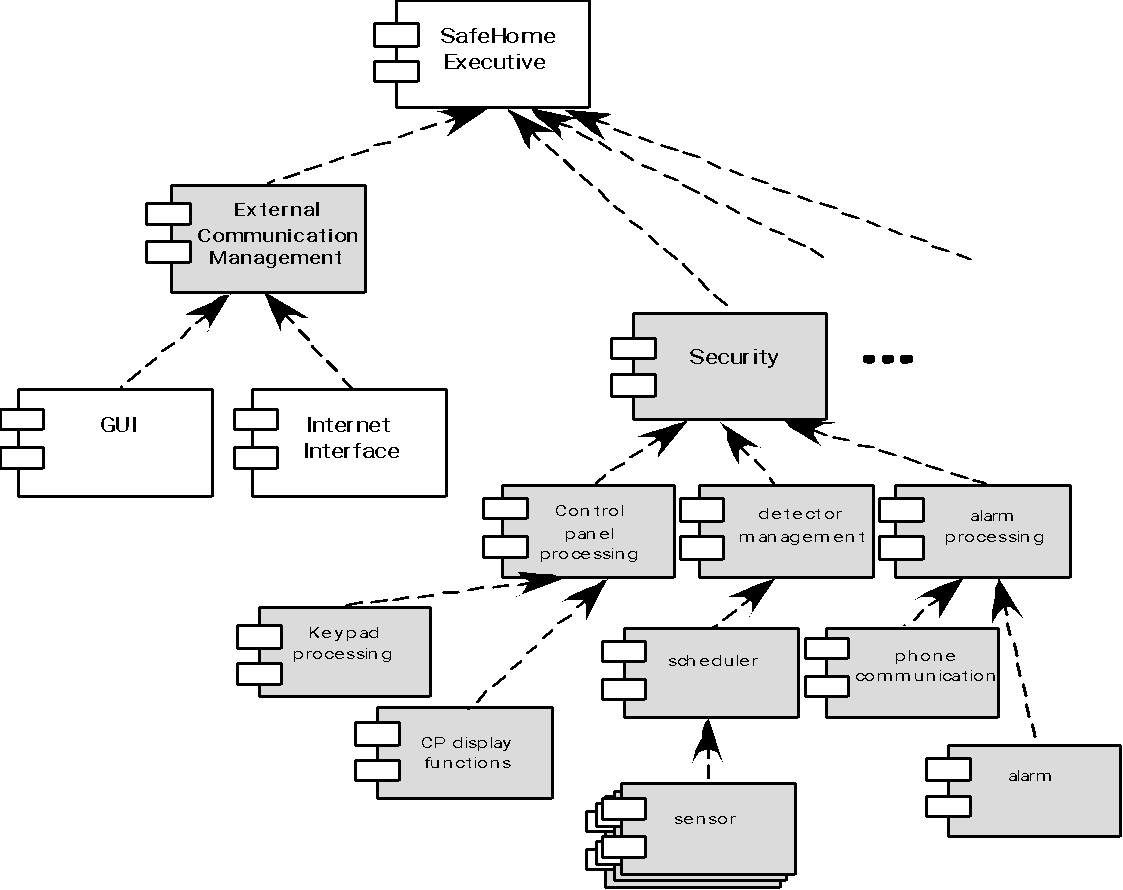 SafeHome
Executive
External
Communication
Management
GUI
Internet
Interface
Security
Control
panel
processing
detector
management
alarm
processing
Keypad
processing
scheduler
phone
communication
CP display
functions
sensor
alarm